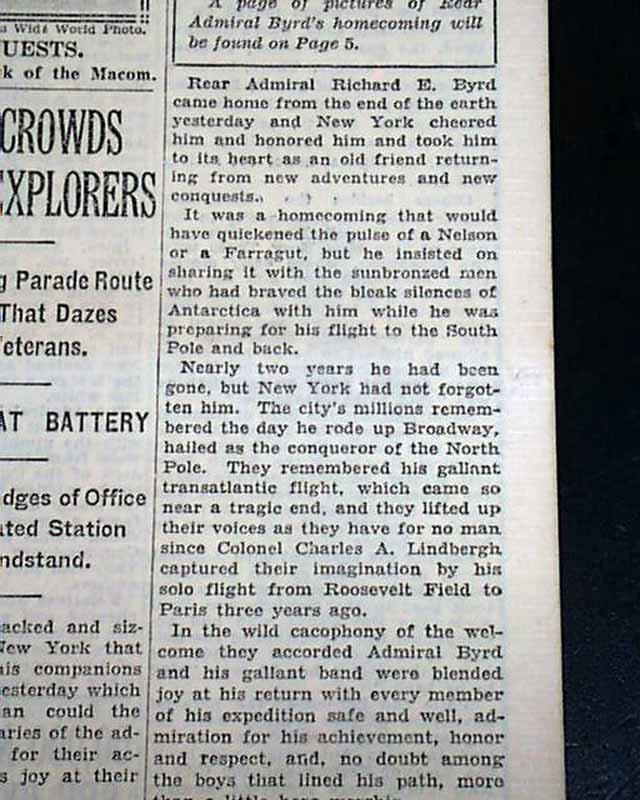 s Wide World Photo.
UESTS.
k of the Macom.
CROWDS
EXPLORERS
g Parade Route
That Dazes
eterans.
AT BATTERY
dges of Office
ated Station
ndstand.
acked and siz-
New York that
his companions
esterday which
an could the
aries of the ad-
for their ac-
s joy at their
A page of pictures of Rear
Admiral Byrd's homecoming will
be found on Page 5.
Rear Admiral Richard E. Byrd
came home from the end of the earth
yesterday and New York cheered
him and honored him and took him
to its heart as an old friend return-
ing from new adventures and new
conquests.
It was a homecoming that would
have quickened the pulse of a Nelson
or a Farragut, but he insisted on
sharing it with the sunbronzed men
who had braved the bleak silences of
Antarctica with him while he was
preparing for his flight to the South
Pole and back.
Nearly two years he had been
gone, but New York had not forgot-
ten him. The city's millions remem-
bered the day he rode up Broadway,
hailed as the conqueror of the North
Pole. They remembered his gallant
transatlantic flight, which came so
near a tragic end, and they lifted up
their voices as they have for no man
since Colonel Charles A. Lindbergh
captured their imagination by his
solo flight from Roosevelt Field to
Paris three years ago.
In the wild cacophony of the wel-
come they accorded Admiral Byrd
and his gallant band were blended
joy at his return with every member
of his expedition safe and well, ad-
miration for his achievement, honor
and respect, and, no doubt among
the boys that lined his path, more
than a little hero worship.